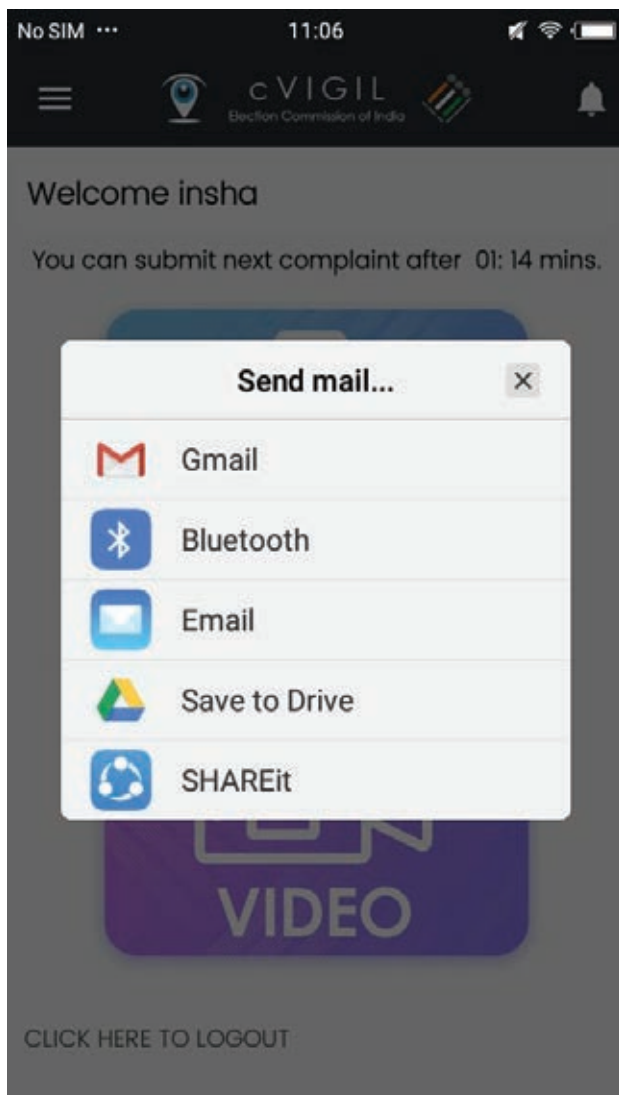 No SIM ··· 11:06
cVIGIL
Election Commission of India
Welcome insha
You can submit next complaint after 01: 14 mins.
Send mail...
Gmail
Bluetooth
Email
Save to Drive
SHAREit
VIDEO
CLICK HERE TO LOGOUT